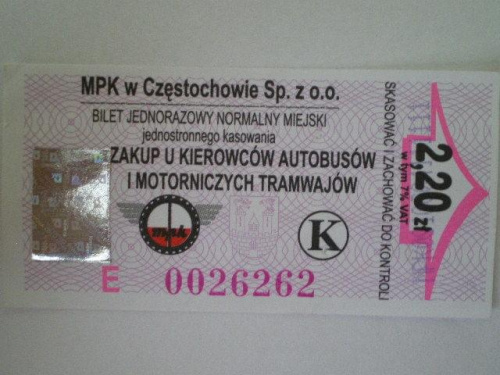 MPK w Częstochowie Sp. z o.o.
BILET JEDNORAZOWY NORMALNY MIEJSKI
jednostronnego kasowania
ZAKUP U KIEROWCÓW AUTOBUSÓW
I MOTORNICZYCH TRAMWAJÓW
mpk
K
E 0026262
SKASOWAĆ I ZACHOWAĆ DO KONTROLI
w tym 7% VAT
2,20 zł